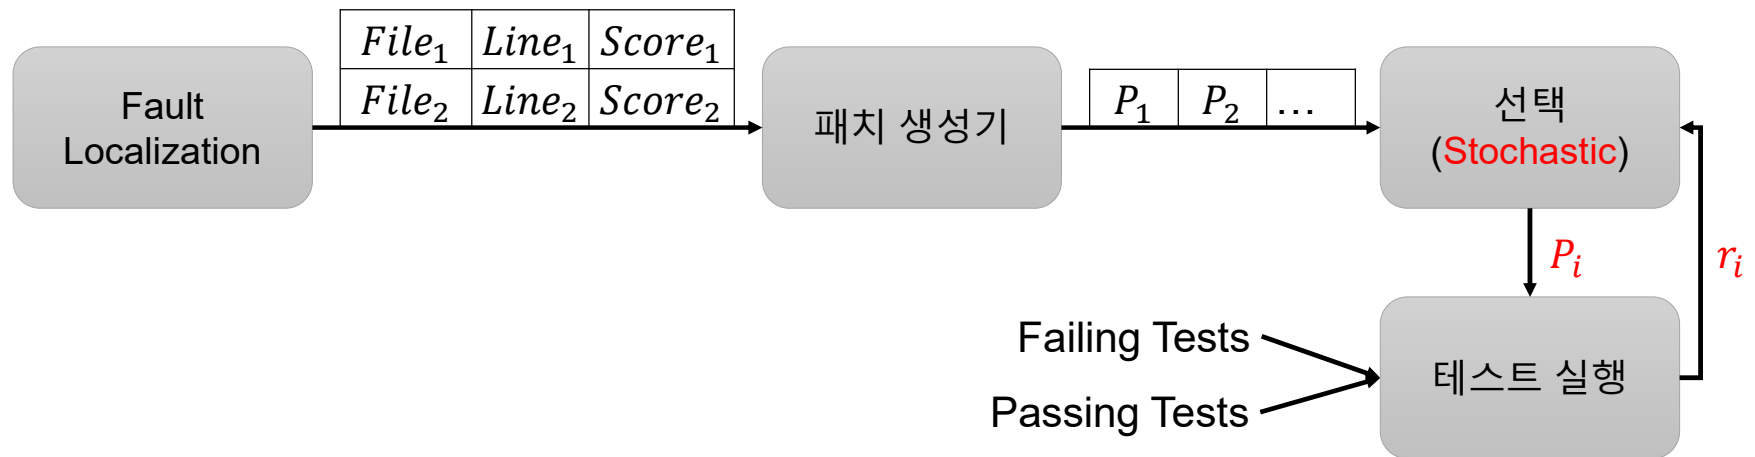 Fault
Localization
File₁ Line₁ Score₁
File₂ Line₂ Score₂
패치 생성기
P₁ P₂ ...
선택
(Stochastic)
Pᵢ
rᵢ
Failing Tests
Passing Tests
테스트 실행